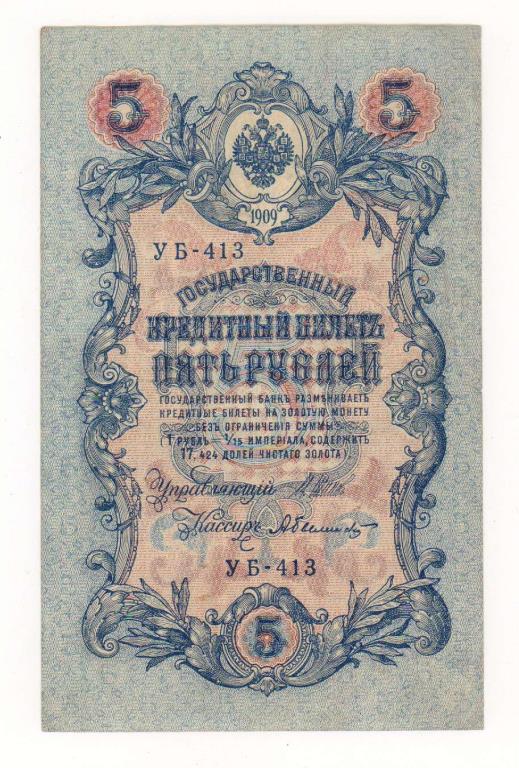 5 5
1909
УБ-413
ГОСУДАРСТВЕННЫЙ
КРЕДИТНЫЙ БИЛЕТЪ
ПЯТЬ РУБЛЕЙ
ГОСУДАРСТВЕННЫЙ БАНКЪ РАЗМѢНИВАЕТЪ
КРЕДИТНЫЕ БИЛЕТЫ НА ЗОЛОТУЮ МОНЕТУ
БЕЗЪ ОГРАНИЧЕНІЯ СУММЫ
(1 РУБЛЬ — 1/15 ИМПЕРІАЛА, СОДЕРЖИТЪ
17,424 ДОЛЕЙ ЧИСТАГО ЗОЛОТА)
Управляющій
Кассиръ
УБ-413
5